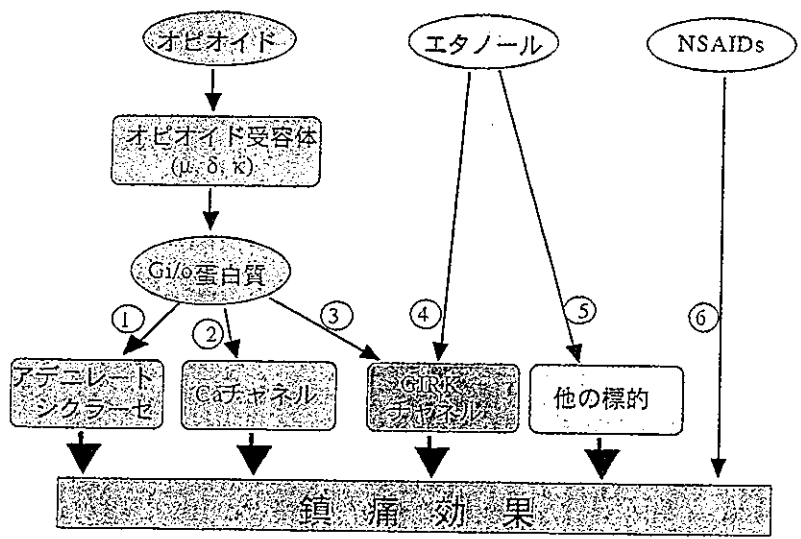 オピオイド
エタノール
NSAIDs
オピオイド受容体
(μ, δ, κ)
Gi/o蛋白質
①
②
③
④
⑤
⑥
アデニレート
シクラーゼ
Caチャネル
GIRK
チャネル
他の標的
鎮痛効果